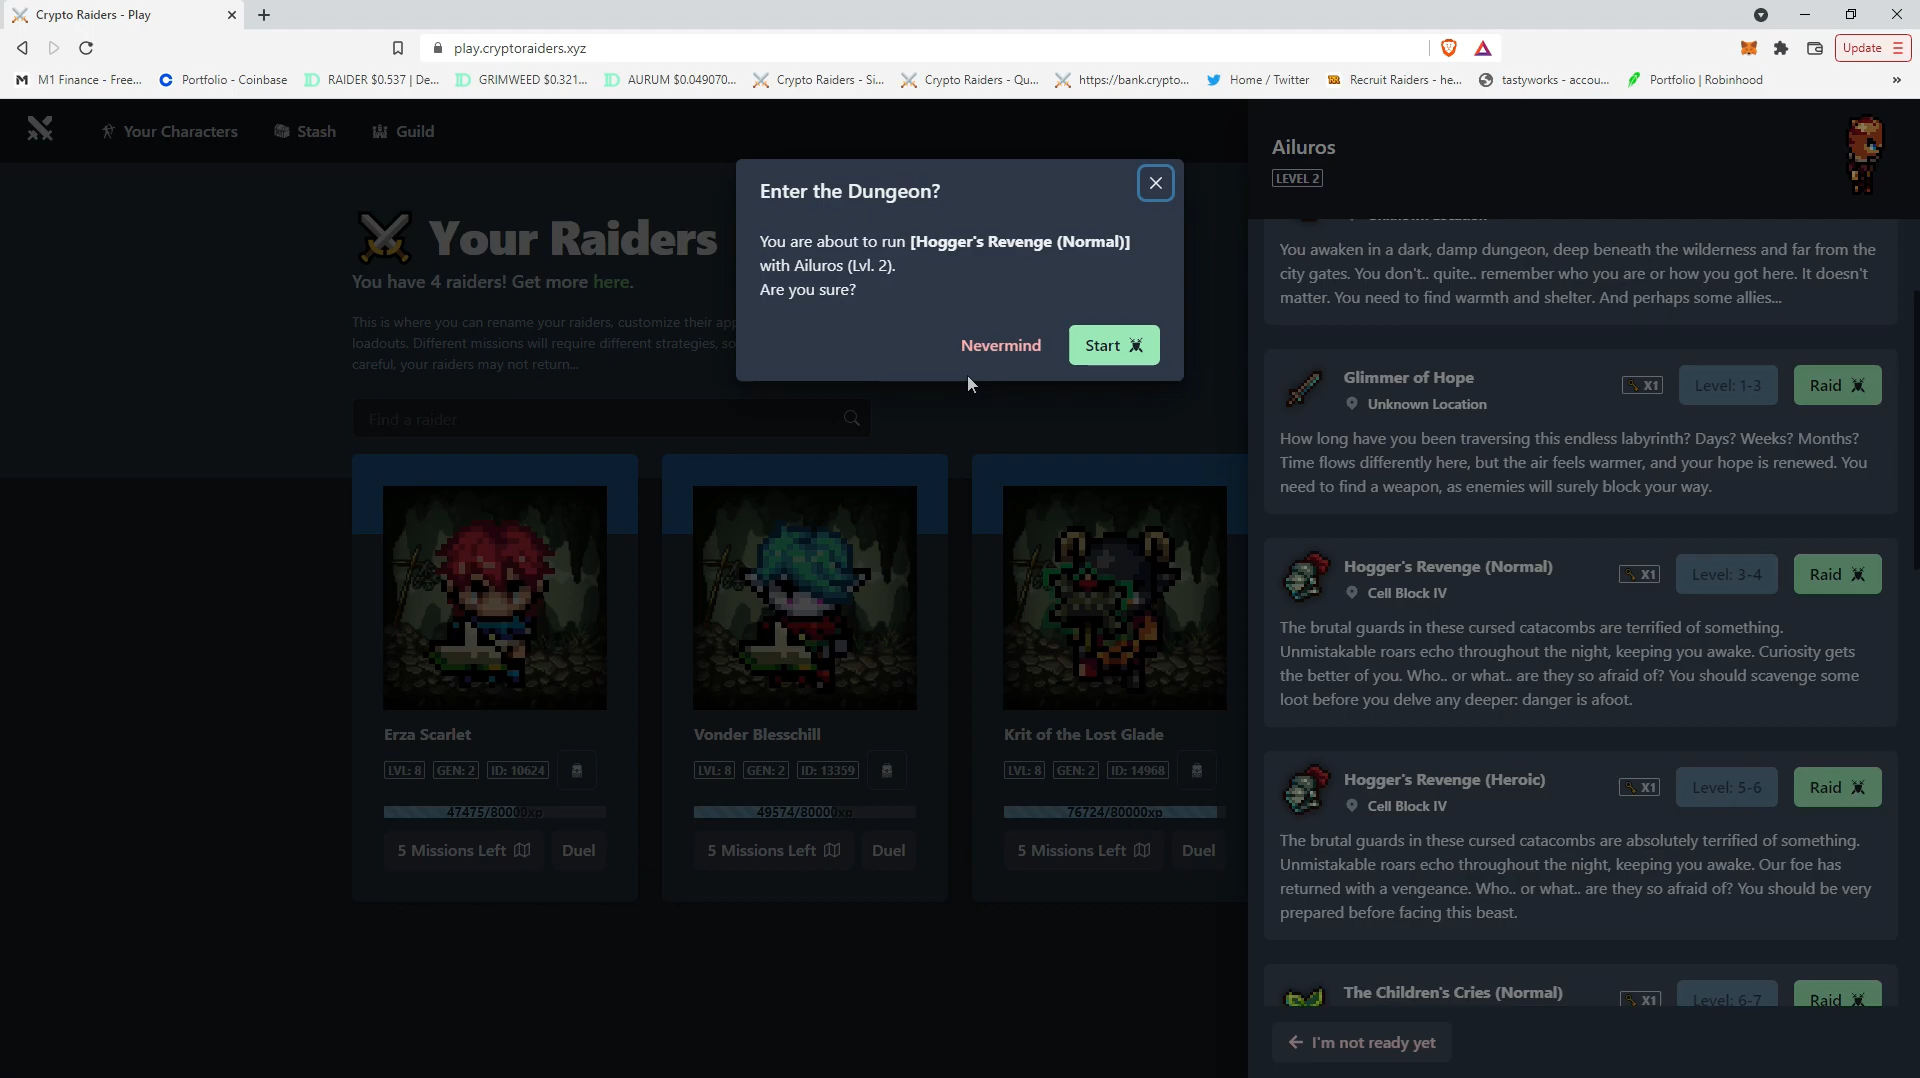 Crypto Raiders - Play
play.cryptoraiders.xyz
Update
M1 Finance - Free...
Portfolio - Coinbase
RAIDER $0.537 | De...
GRIMWEED $0.321...
AURUM $0.049070...
Crypto Raiders - Si...
Crypto Raiders - Qu...
https://bank.crypto...
Home / Twitter
Recruit Raiders - he...
tastyworks - accou...
Portfolio | Robinhood
»
Your Characters
Stash
Guild
Your Raiders
You have 4 raiders! Get more here.
This is where you can rename your raiders, customize their app
loadouts. Different missions will require different strategies, so
careful, your raiders may not return...
Find a raider
Erza Scarlet
LVL: 8 GEN: 2 ID: 10624
47475/80000xp
5 Missions Left
Duel
Vonder Blesschill
LVL: 8 GEN: 2 ID: 13359
49574/80000xp
5 Missions Left
Duel
Krit of the Lost Glade
LVL: 8 GEN: 2 ID: 14968
76724/80000xp
5 Missions Left
Duel
Enter the Dungeon?
You are about to run [Hogger's Revenge (Normal)]
with Ailuros (Lvl. 2).
Are you sure?
Nevermind
Start
Ailuros
LEVEL 2
You awaken in a dark, damp dungeon, deep beneath the wilderness and far from the
city gates. You don't.. quite.. remember who you are or how you got here. It doesn't
matter. You need to find warmth and shelter. And perhaps some allies...
Glimmer of Hope
Unknown Location
X1
Level: 1-3
Raid
How long have you been traversing this endless labyrinth? Days? Weeks? Months?
Time flows differently here, but the air feels warmer, and your hope is renewed. You
need to find a weapon, as enemies will surely block your way.
Hogger's Revenge (Normal)
Cell Block IV
X1
Level: 3-4
Raid
The brutal guards in these cursed catacombs are terrified of something.
Unmistakable roars echo throughout the night, keeping you awake. Curiosity gets
the better of you. Who.. or what.. are they so afraid of? You should scavenge some
loot before you delve any deeper: danger is afoot.
Hogger's Revenge (Heroic)
Cell Block IV
X1
Level: 5-6
Raid
The brutal guards in these cursed catacombs are absolutely terrified of something.
Unmistakable roars echo throughout the night, keeping you awake. Our foe has
returned with a vengeance. Who.. or what.. are they so afraid of? You should be very
prepared before facing this beast.
The Children's Cries (Normal)
X1
Level: 6-7
Raid
I'm not ready yet